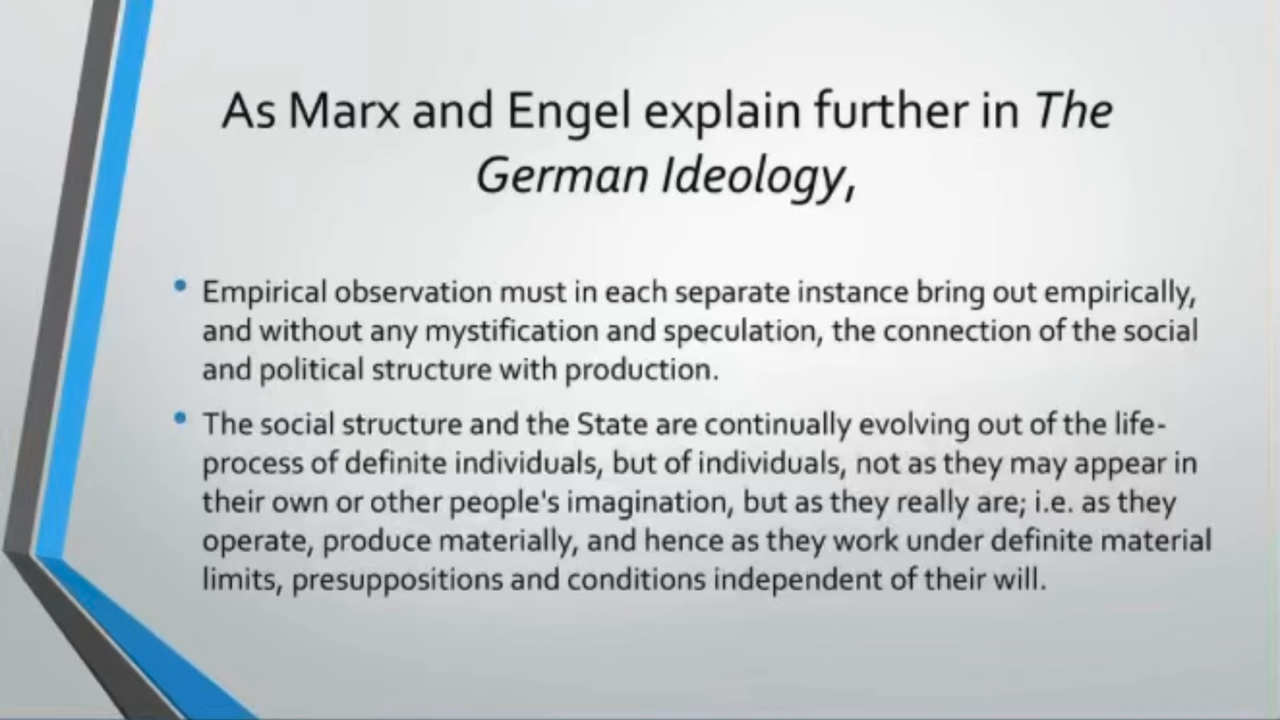 As Marx and Engel explain further in The
German Ideology,
• Empirical observation must in each separate instance bring out empirically,
and without any mystification and speculation, the connection of the social
and political structure with production.
• The social structure and the State are continually evolving out of the life-
process of definite individuals, but of individuals, not as they may appear in
their own or other people's imagination, but as they really are; i.e. as they
operate, produce materially, and hence as they work under definite material
limits, presuppositions and conditions independent of their will.